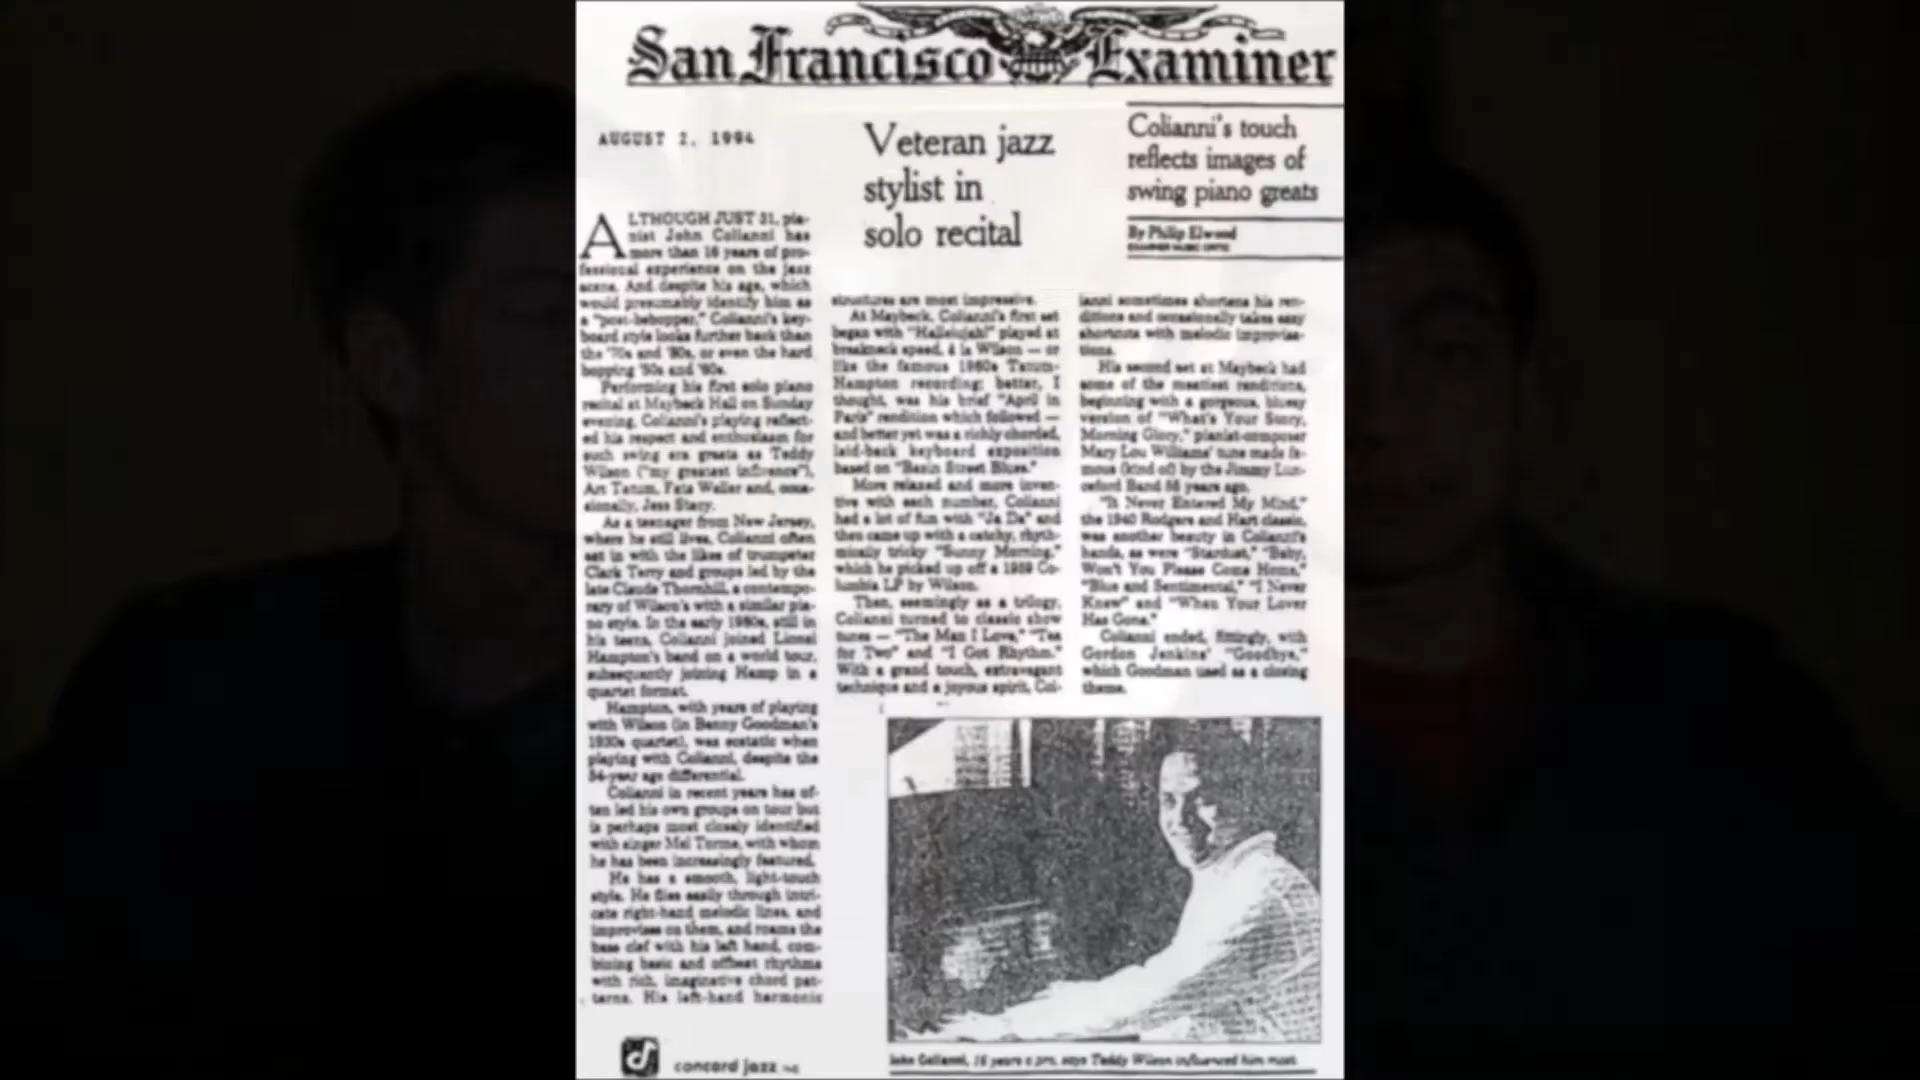 San Francisco Examiner
AUGUST 2, 1994
Veteran jazz
stylist in
solo recital
Colianni's touch
reflects images of
swing piano greats
By Philip Elwood
EXAMINER MUSIC CRITIC
ALTHOUGH JUST 31, pia-
nist John Colianni has
more than 16 years of pro-
fessional experience on the jazz
scene. And despite his age, which
would presumably identify him as
a "post-bebopper," Colianni's key-
board style looks further back than
the '70s and '80s, or even the hard
bopping '50s and '60s.
Performing his first solo piano
recital at Maybeck Hall on Sunday
evening, Colianni's playing reflect-
ed his respect and enthusiasm for
such swing era greats as Teddy
Wilson ("my greatest influence"),
Art Tatum, Fats Waller and, occa-
sionally, Jess Stacy.
As a teenager from New Jersey,
where he still lives, Colianni often
sat in with the likes of trumpeter
Clark Terry and groups led by the
late Claude Thornhill, a contempo-
rary of Wilson's with a similar pia-
no style. In the early 1980s, still in
his teens, Colianni joined Lionel
Hampton's band on a world tour,
subsequently joining Hamp in a
quartet format.
Hampton, with years of playing
with Wilson (in Benny Goodman's
1930s quartet), was ecstatic when
playing with Colianni, despite the
54-year age differential.
Colianni in recent years has of-
ten led his own groups on tour but
is perhaps most closely identified
with singer Mel Torme, with whom
he has been increasingly featured.
He has a smooth, light-touch
style. He flies easily through intri-
cate right-hand melodic lines, and
improvises on them, and roams the
bass clef with his left hand, com-
bining basic and offbeat rhythms
with rich, imaginative chord pat-
terns. His left-hand harmonic
structures are most impressive.
At Maybeck, Colianni's first set
began with "Hallelujah!" played at
breakneck speed, à la Wilson — or
like the famous 1950s Tatum-
Hampton recording; better, I
thought, was his brief "April in
Paris" rendition which followed —
and better yet was a richly chorded,
laid-back keyboard exposition
based on "Basin Street Blues."
More relaxed and more inven-
tive with each number, Colianni
had a lot of fun with "Ja Da" and
then came up with a catchy, rhyth-
mically tricky "Sunny Morning,"
which he picked up off a 1959 Co-
lumbia LP by Wilson.
Then, seemingly as a trilogy,
Colianni turned to classic show
tunes — "The Man I Love," "Tea
for Two" and "I Got Rhythm."
With a grand touch, extravagant
technique and a joyous spirit, Col-
ianni sometimes shortens his ren-
ditions and occasionally takes easy
shortcuts with melodic improvisa-
tions.
His second set at Maybeck had
some of the meatiest renditions,
beginning with a gorgeous, bluesy
version of "What's Your Story,
Morning Glory," pianist-composer
Mary Lou Williams' tune made fa-
mous (kind of) by the Jimmy Lun-
ceford Band 56 years ago.
"It Never Entered My Mind,"
the 1940 Rodgers and Hart classic,
was another beauty in Colianni's
hands, as were "Stardust," "Baby,
Won't You Please Come Home,"
"Blue and Sentimental," "I Never
Knew" and "When Your Lover
Has Gone."
Colianni ended, fittingly, with
Gordon Jenkins' "Goodbye,"
which Goodman used as a closing
theme.
John Colianni, 16 years a pro, says Teddy Wilson influenced him most.
concord jazz